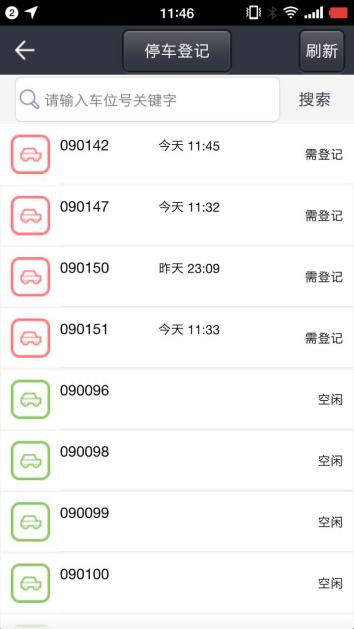 2 11:46
停车登记 刷新
请输入车位号关键字 搜索
090142 今天 11:45 需登记
090147 今天 11:32 需登记
090150 昨天 23:09 需登记
090151 今天 11:33 需登记
090096 空闲
090098 空闲
090099 空闲
090100 空闲